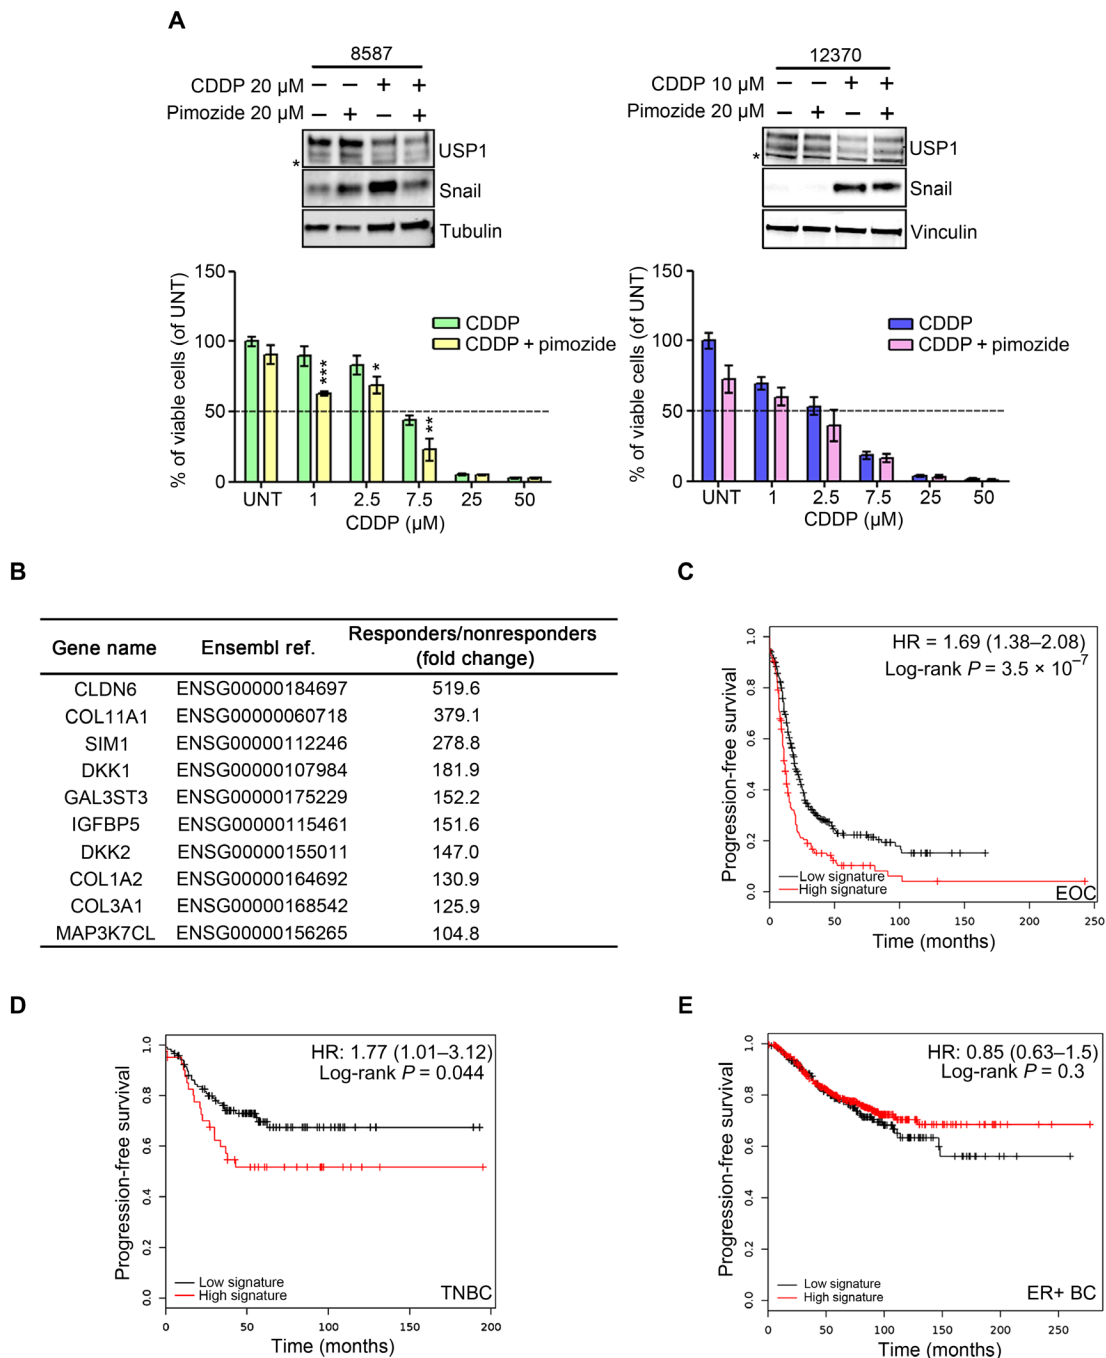 A
8587
CDDP 20 µM − − + +
Pimozide 20 µM − + − +
USP1
*
Snail
Tubulin
12370
CDDP 10 µM − − + +
Pimozide 20 µM − + − +
USP1
*
Snail
Vinculin
% of viable cells (of UNT)
150
100
50
0
CDDP
CDDP + pimozide
***
*
**
UNT 1 2.5 7.5 25 50
CDDP (µM)
% of viable cells (of UNT)
150
100
50
0
CDDP
CDDP + pimozide
UNT 1 2.5 7.5 25 50
CDDP (µM)
B
Gene name Ensembl ref. Responders/nonresponders (fold change)
CLDN6 ENSG00000184697 519.6
COL11A1 ENSG00000060718 379.1
SIM1 ENSG00000112246 278.8
DKK1 ENSG00000107984 181.9
GAL3ST3 ENSG00000175229 152.2
IGFBP5 ENSG00000115461 151.6
DKK2 ENSG00000155011 147.0
COL1A2 ENSG00000164692 130.9
COL3A1 ENSG00000168542 125.9
MAP3K7CL ENSG00000156265 104.8
C
Progression-free survival
1.0
0.8
0.6
0.4
0.2
0.0
HR = 1.69 (1.38–2.08)
Log-rank P = 3.5 × 10⁻⁷
Low signature
High signature
EOC
0 50 100 150 200 250
Time (months)
D
Progression-free survival
1.0
0.8
0.6
0.4
0.2
0.0
HR: 1.77 (1.01–3.12)
Log-rank P = 0.044
Low signature
High signature
TNBC
0 50 100 150 200
Time (months)
E
Progression-free survival
1.0
0.8
0.6
0.4
0.2
0.0
HR: 0.85 (0.63–1.5)
Log-rank P = 0.3
Low signature
High signature
ER+ BC
0 50 100 150 200 250
Time (months)